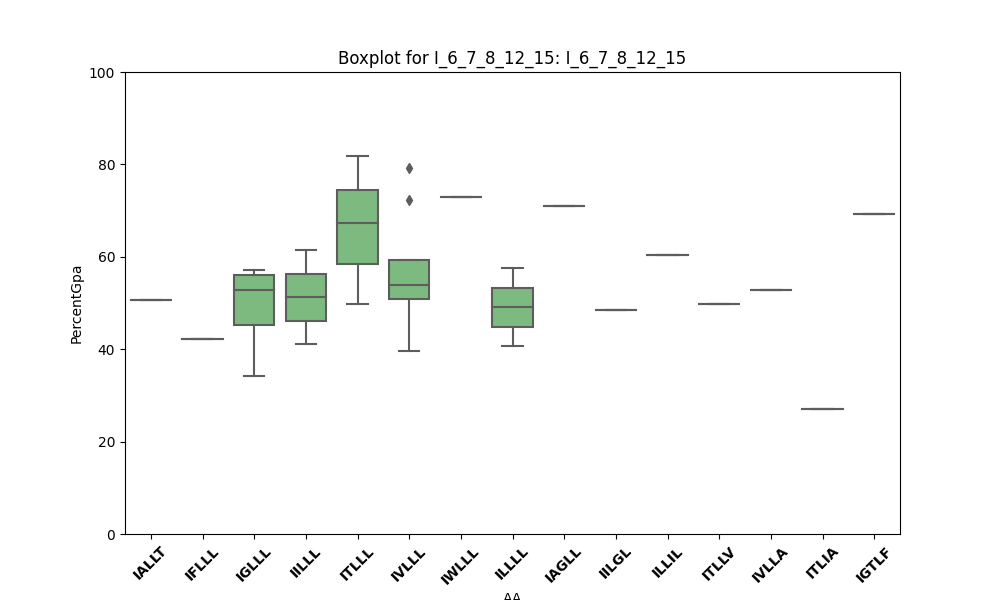 Boxplot for I_6_7_8_12_15: I_6_7_8_12_15
100
80
60
40
20
0
PercentGpa
IALLT
IFLLL
IGLLL
IILLL
ITLLL
IVLLL
IWLLL
ILLLL
IAGLL
IILGL
ILLIL
ITLLV
IVLLA
ITLIA
IGTLF
AA